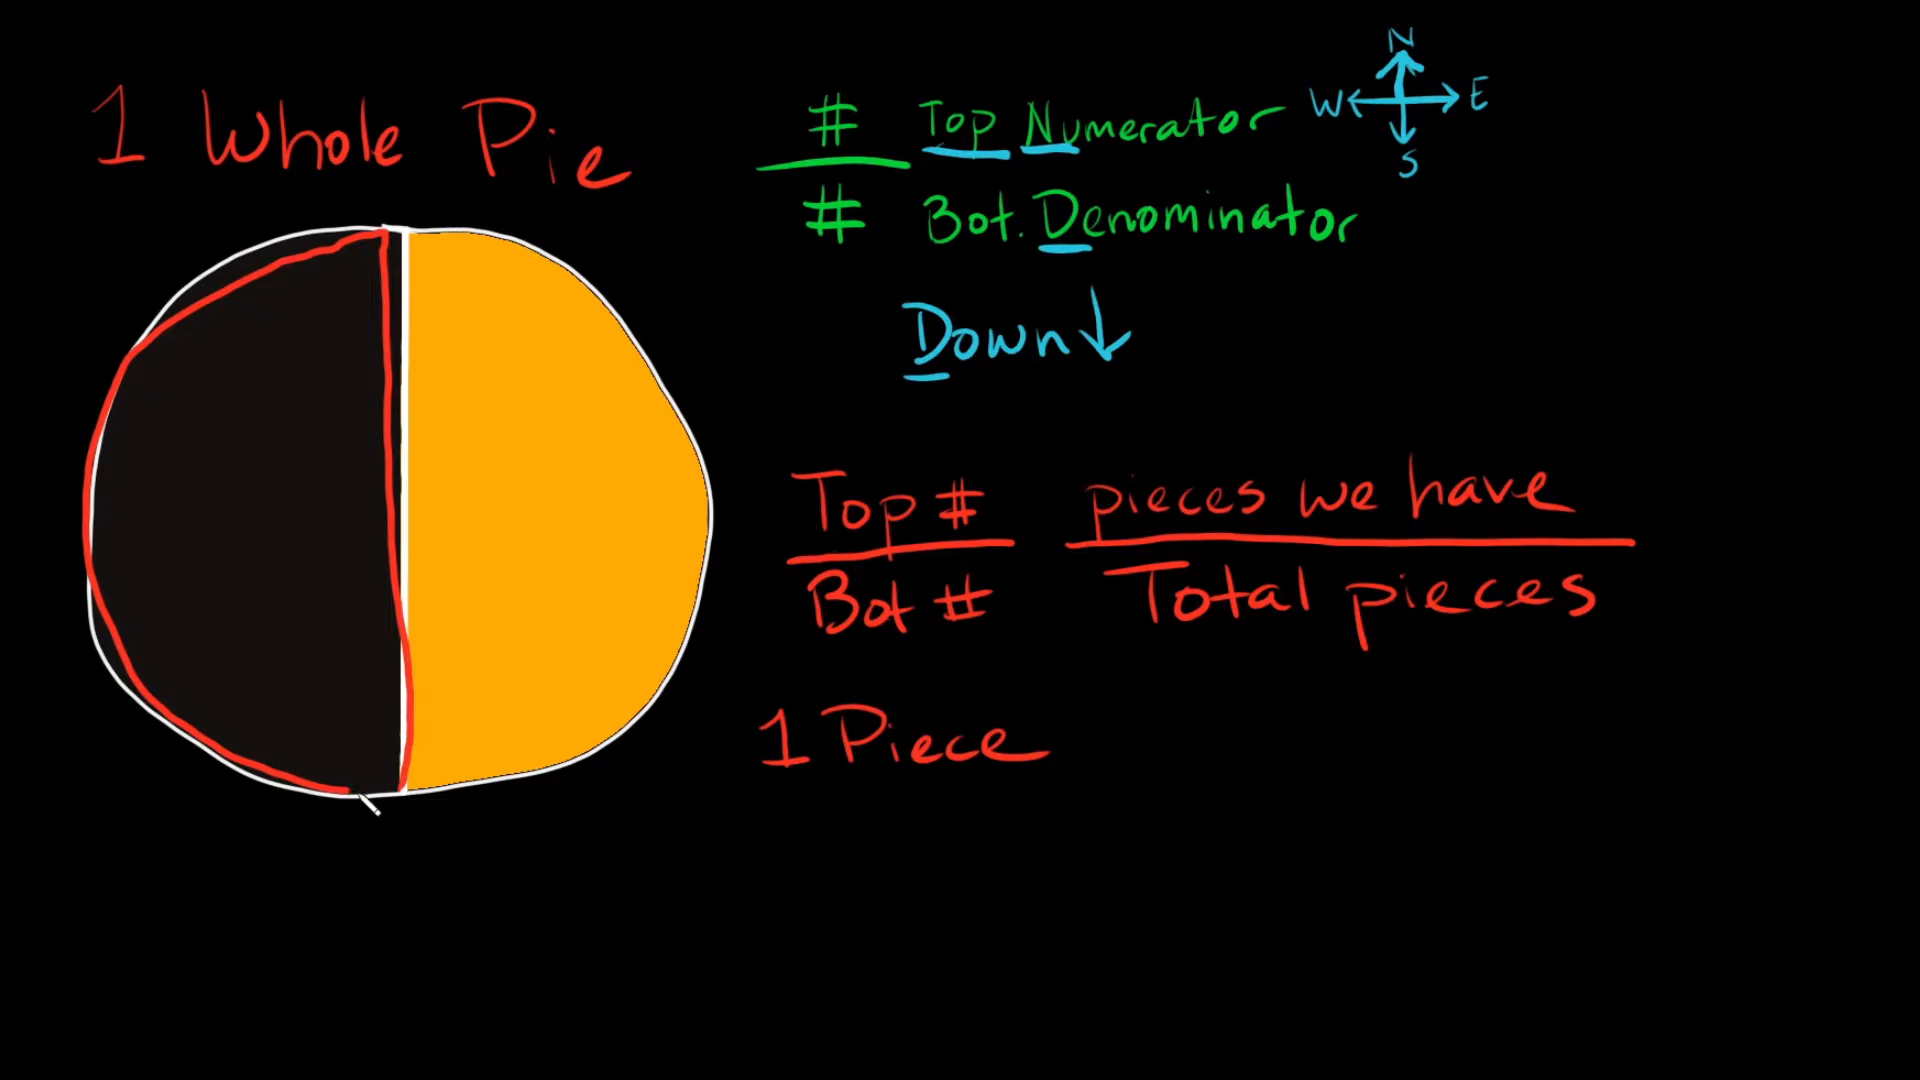 1 Whole Pie
# Top Numerator
# Bot. Denominator
N
W E
S
Down↓
Top # pieces we have
Bot # Total pieces
1 Piece